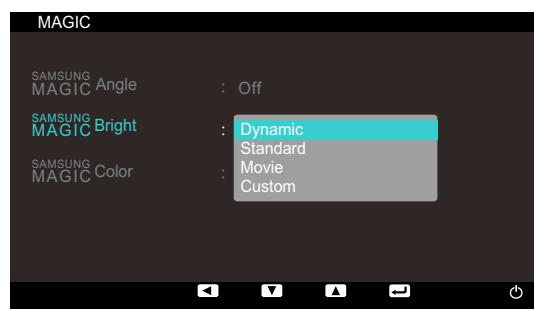 MAGIC
SAMSUNG
MAGIC Angle : Off
SAMSUNG
MAGIC Bright : Dynamic
Standard
Movie
Custom
SAMSUNG
MAGIC Color :